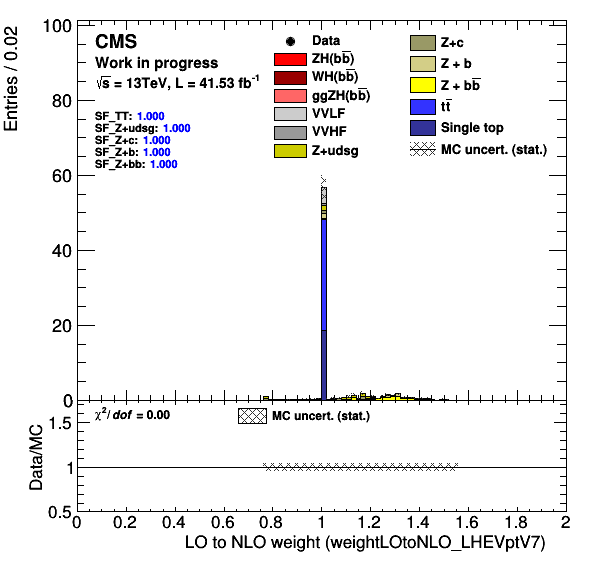 Entries / 0.02
100
80
60
40
20
0
CMS
Work in progress
√s = 13TeV, L = 41.53 fb⁻¹
SF_TT: 1.000
SF_Z+udsg: 1.000
SF_Z+c: 1.000
SF_Z+b: 1.000
SF_Z+bb: 1.000
Data
ZH(bb̅)
WH(bb̅)
ggZH(bb̅)
VVLF
VVHF
Z+udsg
Z+c
Z + b
Z + bb̅
tt̅
Single top
MC uncert. (stat.)
Data/MC
1.5
1
0.5
χ²/dof = 0.00
MC uncert. (stat.)
0 0.2 0.4 0.6 0.8 1 1.2 1.4 1.6 1.8 2
LO to NLO weight (weightLOtoNLO_LHEVptV7)